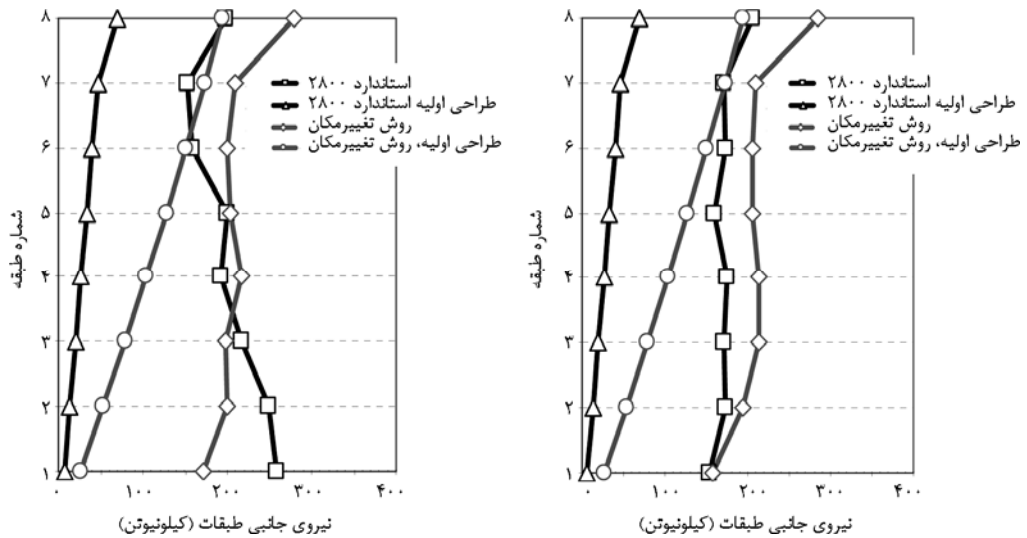 ۸
۷
۶
۵
۴
۳
۲
۱
شماره طبقه
استاندارد ۲۸۰۰
طراحی اولیه استاندارد ۲۸۰۰
روش تغییرمکان
طراحی اولیه، روش تغییرمکان
۰ ۱۰۰ ۲۰۰ ۳۰۰ ۴۰۰
نیروی جانبی طبقات (کیلونیوتن)
۸
۷
۶
۵
۴
۳
۲
۱
شماره طبقه
استاندارد ۲۸۰۰
طراحی اولیه استاندارد ۲۸۰۰
روش تغییرمکان
طراحی اولیه، روش تغییرمکان
۰ ۱۰۰ ۲۰۰ ۳۰۰ ۴۰۰
نیروی جانبی طبقات (کیلونیوتن)